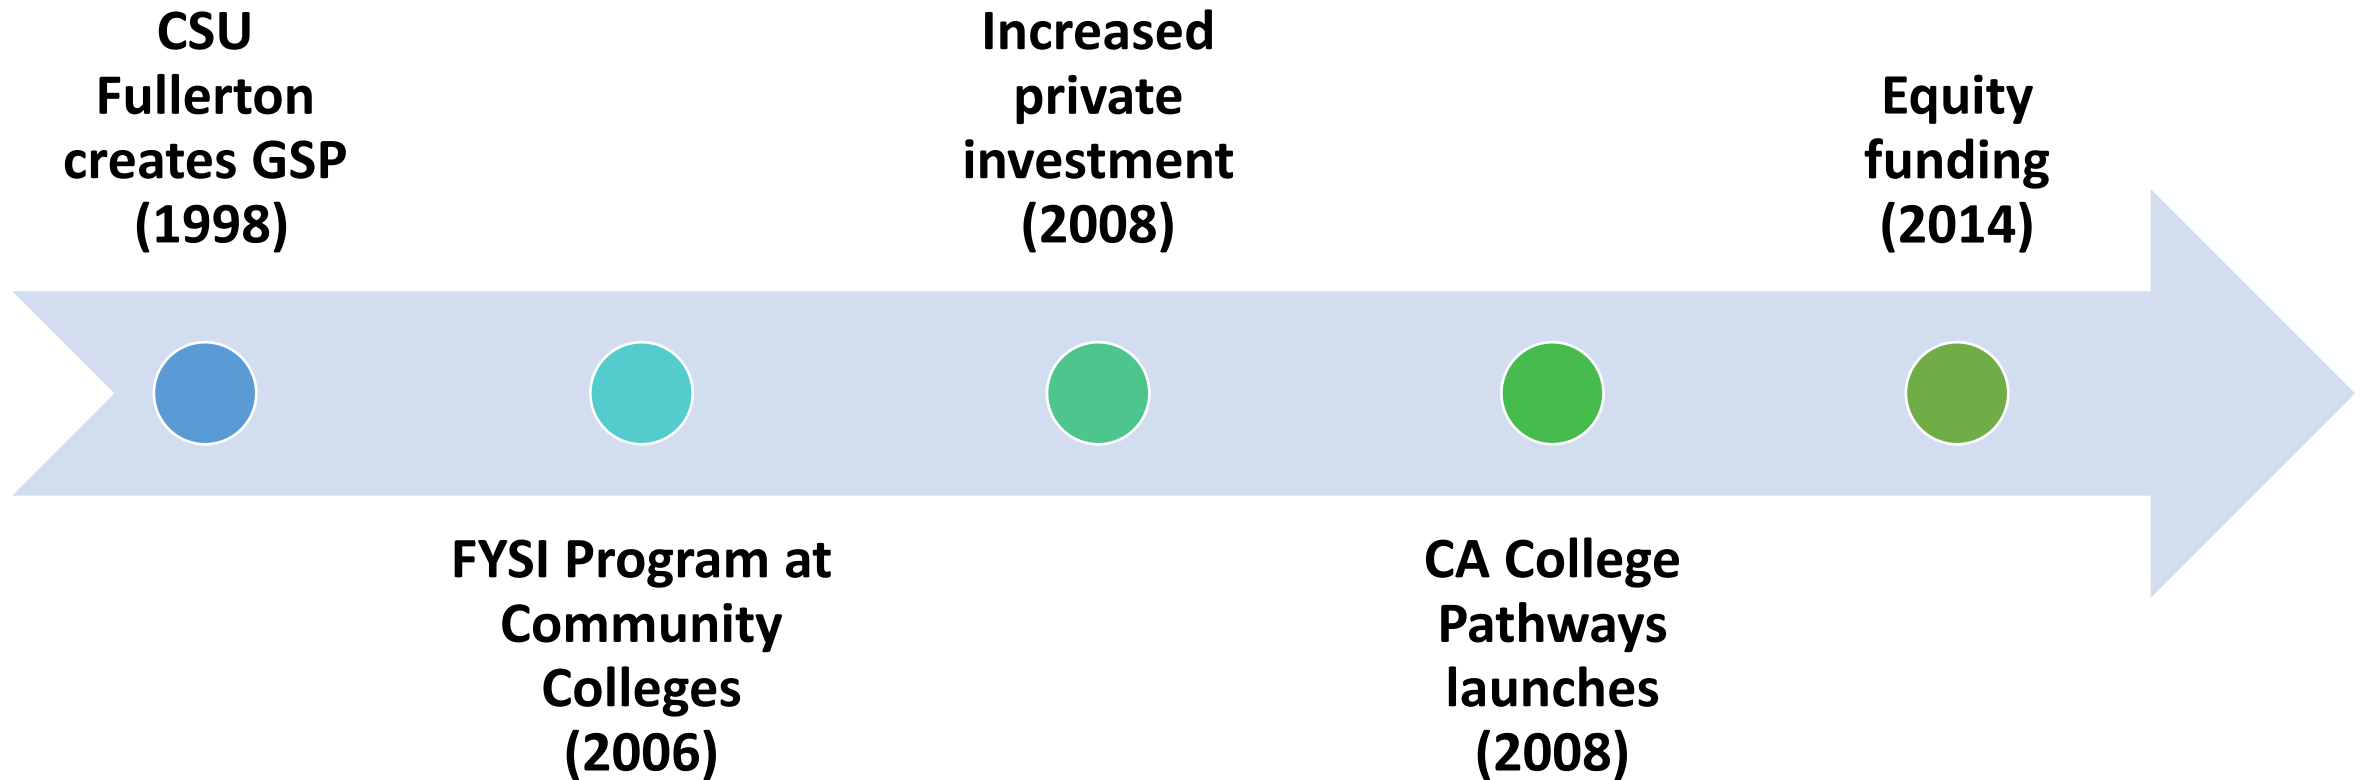 CSU
Fullerton
creates GSP
(1998)
FYSI Program at
Community
Colleges
(2006)
Increased
private
investment
(2008)
CA College
Pathways
launches
(2008)
Equity
funding
(2014)